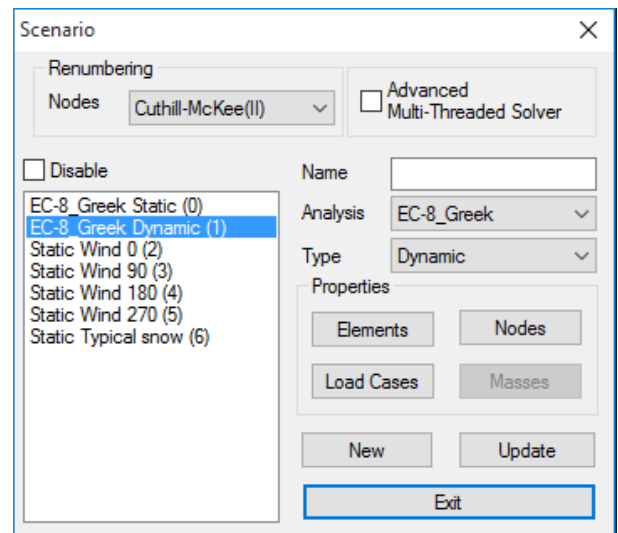 Scenario
Renumbering
Nodes Cuthill-McKee(II)
Advanced
Multi-Threaded Solver
Disable
EC-8_Greek Static (0)
EC-8_Greek Dynamic (1)
Static Wind 0 (2)
Static Wind 90 (3)
Static Wind 180 (4)
Static Wind 270 (5)
Static Typical snow (6)
Name
Analysis EC-8_Greek
Type Dynamic
Properties
Elements Nodes
Load Cases Masses
New Update
Exit